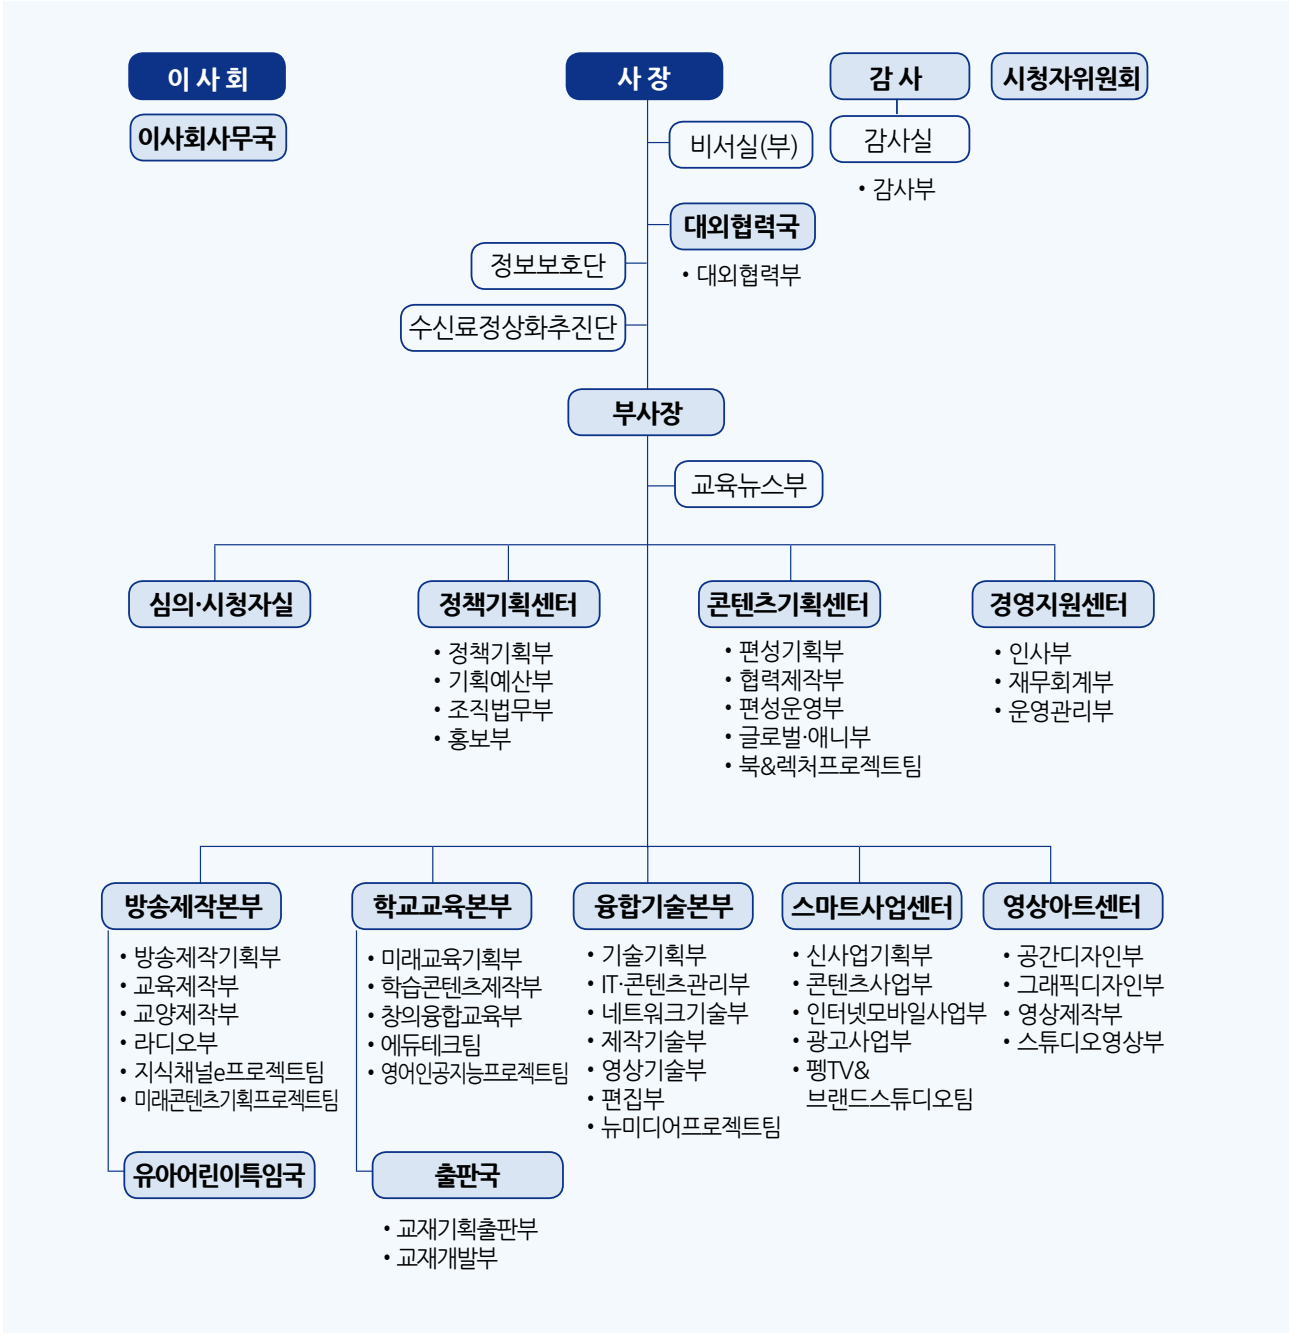 이 사 회
사 장
감 사
시청자위원회
이사회사무국
비서실(부)
감사실
• 감사부
대외협력국
• 대외협력부
정보보호단
수신료정상화추진단
부사장
교육뉴스부
심의·시청자실
정책기획센터
• 정책기획부
• 기획예산부
• 조직법무부
• 홍보부
콘텐츠기획센터
• 편성기획부
• 협력제작부
• 편성운영부
• 글로벌·애니부
• 북&렉처프로젝트팀
경영지원센터
• 인사부
• 재무회계부
• 운영관리부
방송제작본부
• 방송제작기획부
• 교육제작부
• 교양제작부
• 라디오부
• 지식채널e프로젝트팀
• 미래콘텐츠기획프로젝트팀
유아어린이특임국
학교교육본부
• 미래교육기획부
• 학습콘텐츠제작부
• 창의융합교육부
• 에듀테크팀
• 영어인공지능프로젝트팀
출판국
• 교재기획출판부
• 교재개발부
융합기술본부
• 기술기획부
• IT·콘텐츠관리부
• 네트워크기술부
• 제작기술부
• 영상기술부
• 편집부
• 뉴미디어프로젝트팀
스마트사업센터
• 신사업기획부
• 콘텐츠사업부
• 인터넷모바일사업부
• 광고사업부
• 펭TV&
브랜드스튜디오팀
영상아트센터
• 공간디자인부
• 그래픽디자인부
• 영상제작부
• 스튜디오영상부